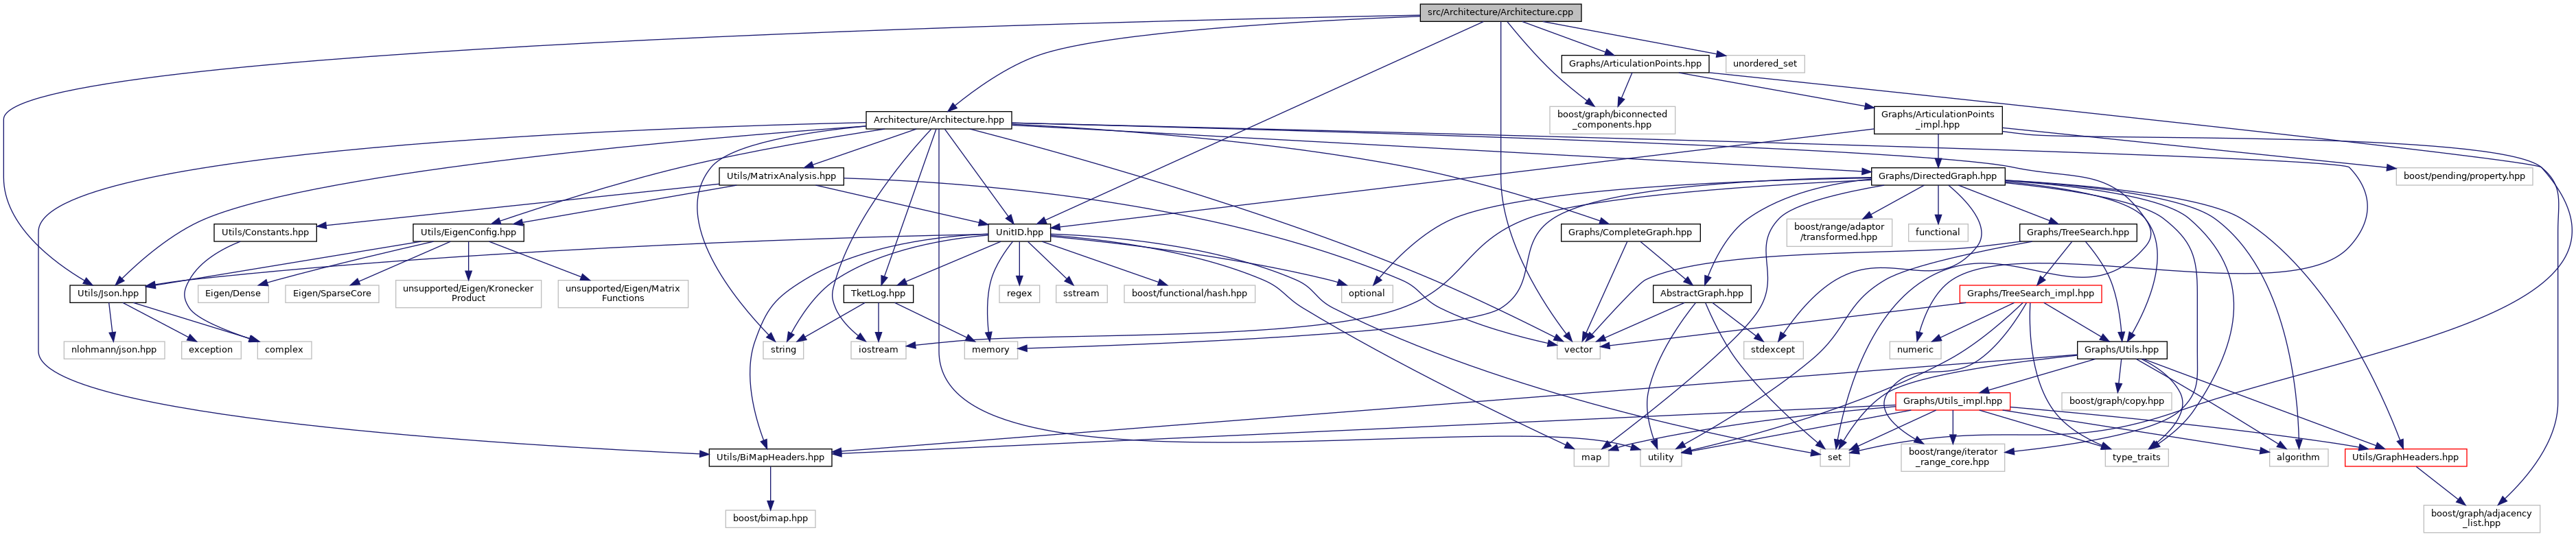 src/Architecture/Architecture.cpp
Graphs/ArticulationPoints.hpp
unordered_set
boost/graph/biconnected
_components.hpp
Architecture/Architecture.hpp
Graphs/ArticulationPoints
_impl.hpp
Utils/MatrixAnalysis.hpp
Graphs/DirectedGraph.hpp
boost/pending/property.hpp
Utils/Constants.hpp
Utils/EigenConfig.hpp
UnitID.hpp
Graphs/CompleteGraph.hpp
boost/range/adaptor
/transformed.hpp
functional
Graphs/TreeSearch.hpp
Utils/Json.hpp
Eigen/Dense
Eigen/SparseCore
unsupported/Eigen/Kronecker
Product
unsupported/Eigen/Matrix
Functions
TketLog.hpp
regex
sstream
boost/functional/hash.hpp
optional
AbstractGraph.hpp
Graphs/TreeSearch_impl.hpp
nlohmann/json.hpp
exception
complex
string
iostream
memory
vector
stdexcept
numeric
Graphs/Utils.hpp
Graphs/Utils_impl.hpp
boost/graph/copy.hpp
Utils/BiMapHeaders.hpp
map
utility
set
boost/range/iterator
_range_core.hpp
type_traits
algorithm
Utils/GraphHeaders.hpp
boost/bimap.hpp
boost/graph/adjacency
_list.hpp